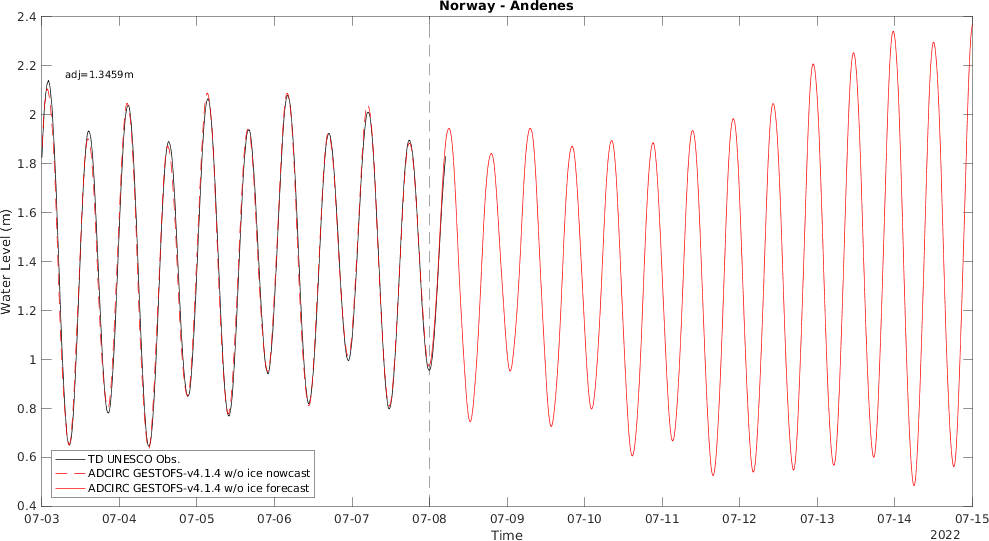 Norway - Andenes
2.4
2.2
2
1.8
1.6
1.4
1.2
1
0.8
0.6
0.4
Water Level (m)
adj=1.3459m
TD UNESCO Obs.
ADCIRC GESTOFS-v4.1.4 w/o ice nowcast
ADCIRC GESTOFS-v4.1.4 w/o ice forecast
07-03 07-04 07-05 07-06 07-07 07-08 07-09 07-10 07-11 07-12 07-13 07-14 07-15
Time
2022